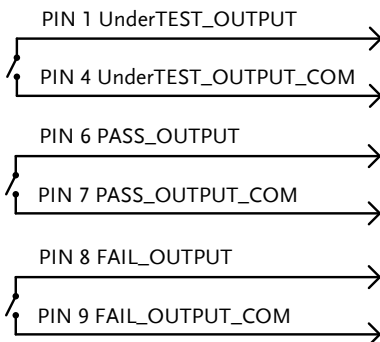 PIN 1 UnderTEST_OUTPUT
PIN 4 UnderTEST_OUTPUT_COM
PIN 6 PASS_OUTPUT
PIN 7 PASS_OUTPUT_COM
PIN 8 FAIL_OUTPUT
PIN 9 FAIL_OUTPUT_COM